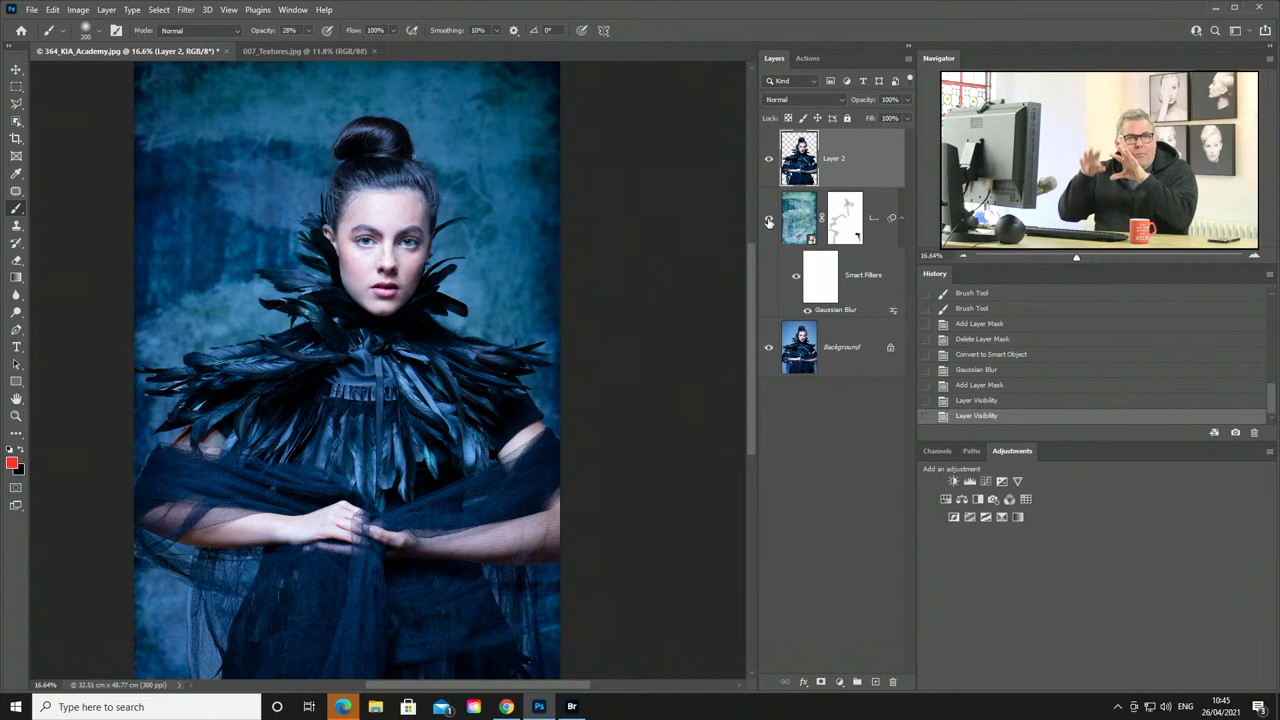 Ps File Edit Image Layer Type Select Filter 3D View Plugins Window Help
200 Mode: Normal Opacity: 28% Flow: 100% Smoothing: 10% 0°
© 364_KIA_Academy.jpg @ 16.6% (Layer 2, RGB/8*) * × 007_Textures.jpg @ 11.8% (RGB/8#) ×
Layers Actions
Kind
Normal Opacity: 100%
Lock: Fill: 100%
Layer 2
L...
Smart Filters
Gaussian Blur
Background
Navigator
16.64%
History
Brush Tool
Brush Tool
Add Layer Mask
Delete Layer Mask
Convert to Smart Object
Gaussian Blur
Add Layer Mask
Layer Visibility
Layer Visibility
Channels Paths Adjustments
Add an adjustment
16.64% © 32.51 cm x 48.77 cm (300 ppi)
Type here to search
Ps Br
ENG
10:45
26/04/2021